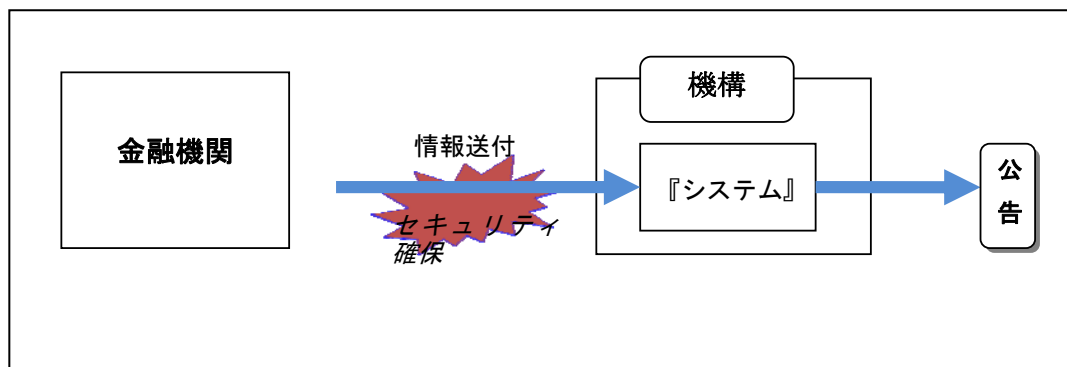 機構
金融機関
情報送付
『システム』
公
告
セキュリティ
確保